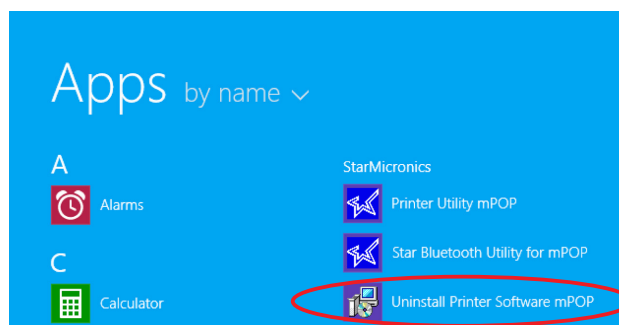 Apps by name
A
Alarms
C
Calculator
StarMicronics
Printer Utility mPOP
Star Bluetooth Utility for mPOP
Uninstall Printer Software mPOP